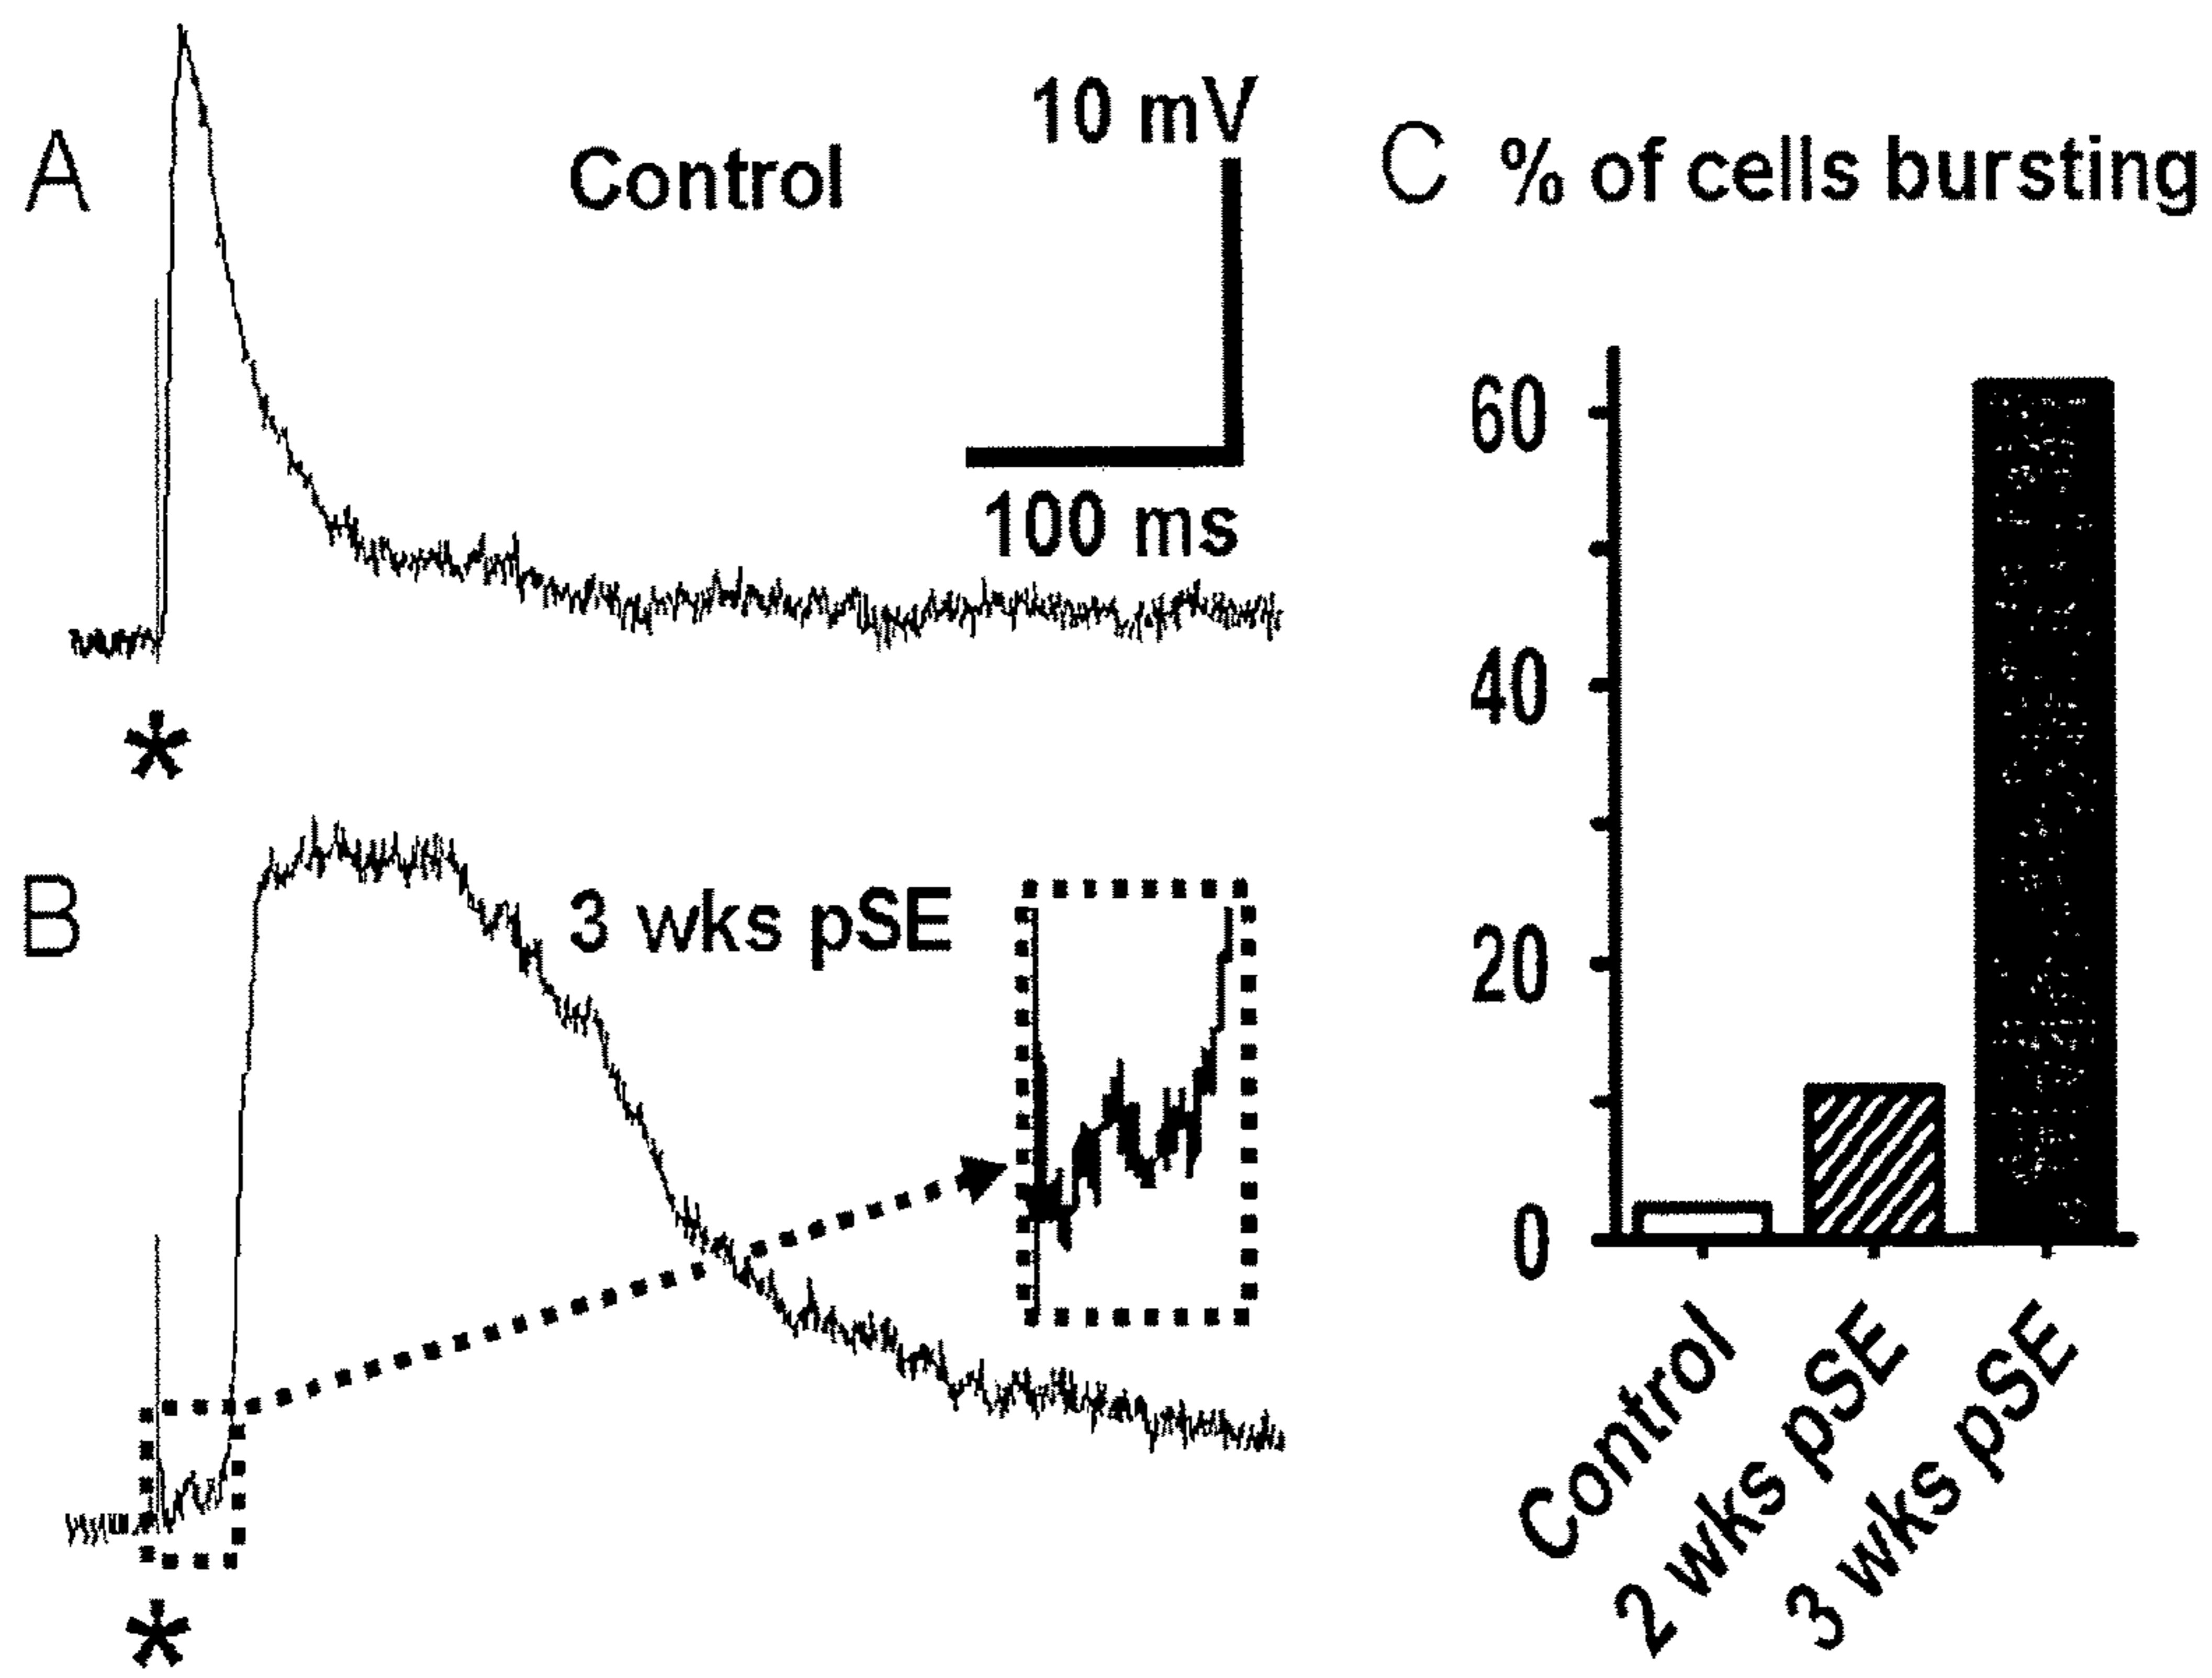 A
Control
10 mV
100 ms
*
B
3 wks pSE
*
C % of cells bursting
60
40
20
0
Control
2 wks pSE
3 wks pSE